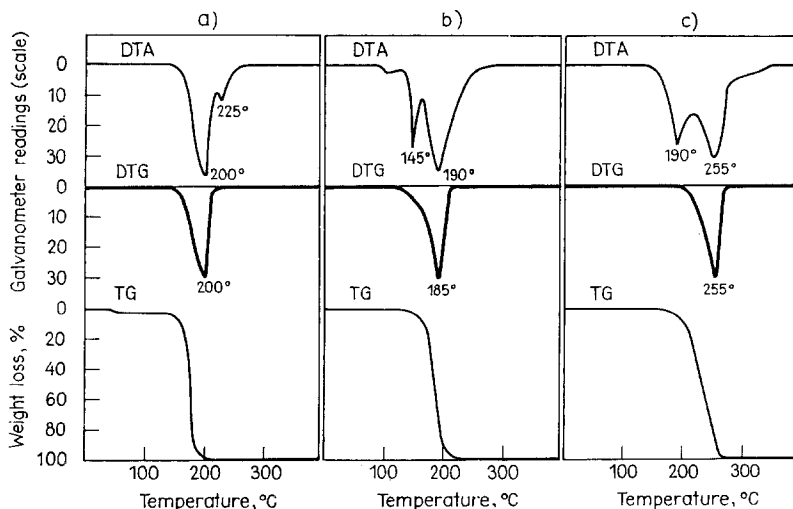 a) b) c)
DTA DTA DTA
Galvanometer readings (scale)
0
10
20
30
225°
200°
145°
190°
190°
255°
DTG DTG DTG
0
10
20
30
200°
185°
255°
TG TG TG
Weight loss, %
0
20
40
60
80
100
100 200 300 100 200 300 100 200 300
Temperature, °C Temperature, °C Temperature, °C